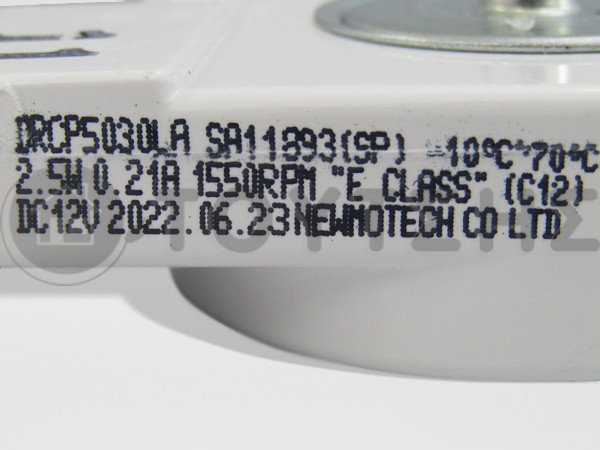 DRCP5030LA SA11893(SP) -10°C~70°C
2.5W 0.21A 1550RPM "E CLASS" (C12)
DC12V 2022.06.23 NEWMOTECH CO LTD
ΤΟΥΤΣΗΣ